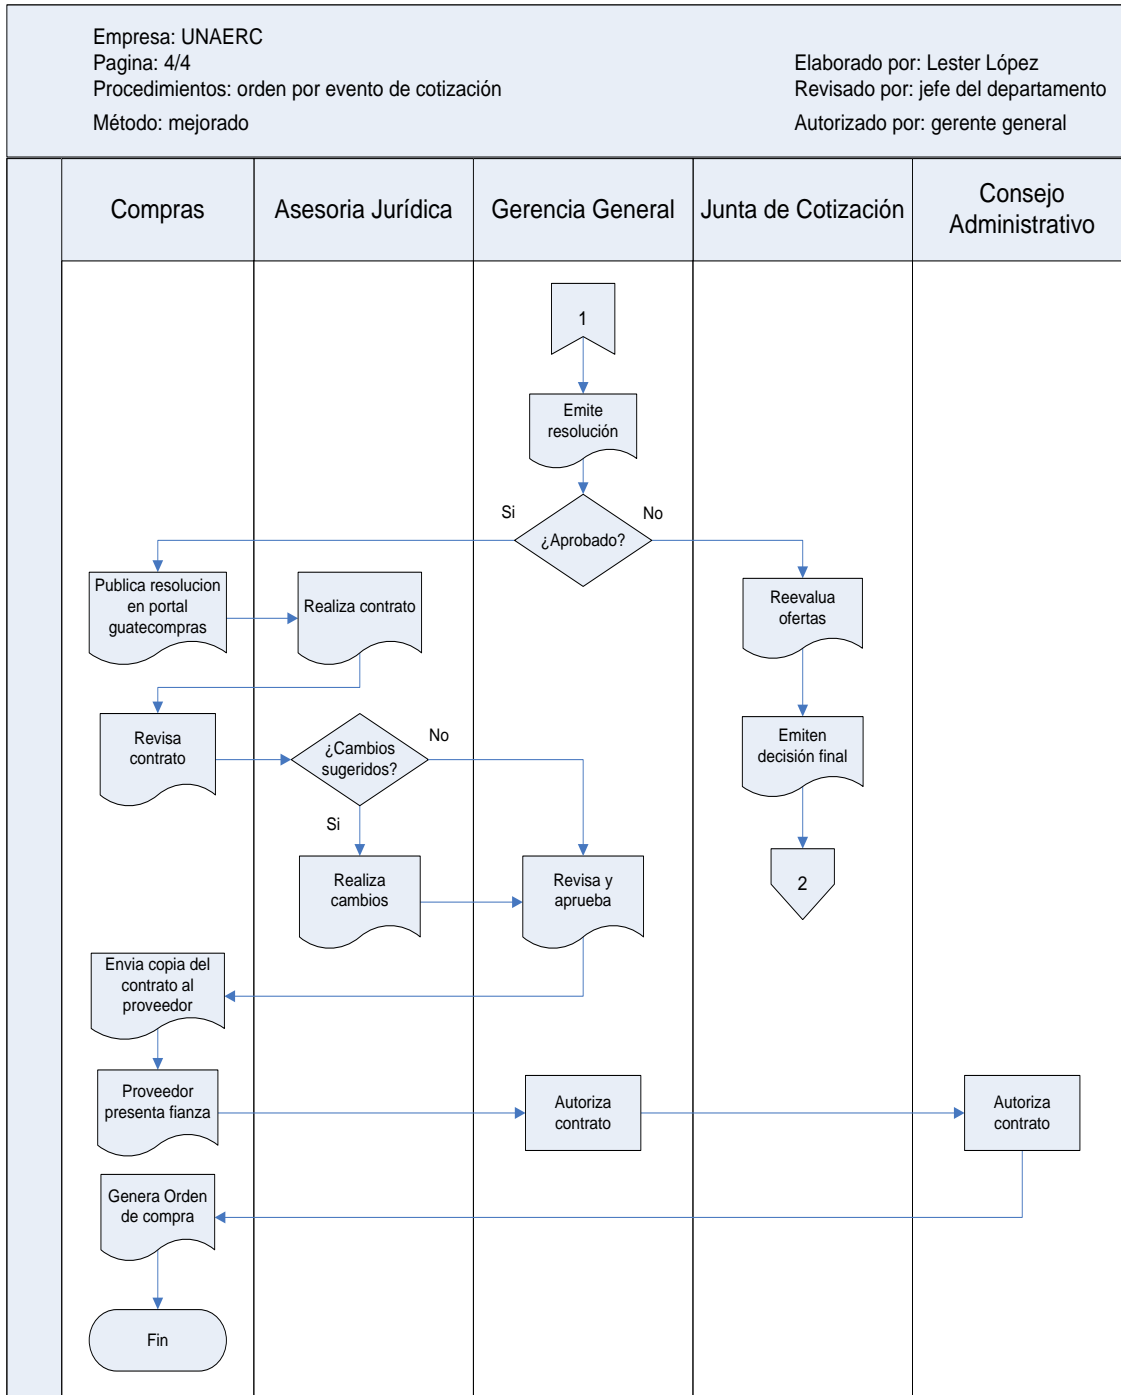 Empresa: UNAERC
Pagina: 4/4
Procedimientos: orden por evento de cotización
Método: mejorado
Elaborado por: Lester López
Revisado por: jefe del departamento
Autorizado por: gerente general
Compras
Asesoria Jurídica
Gerencia General
Junta de Cotización
Consejo
Administrativo
1
Emite
resolución
Si
No
¿Aprobado?
Publica resolucion
en portal
guatecompras
Realiza contrato
Reevalua
ofertas
Revisa
contrato
¿Cambios
sugeridos?
No
Si
Emiten
decisión final
Realiza
cambios
Revisa y
aprueba
2
Envia copia del
contrato al
proveedor
Proveedor
presenta fianza
Autoriza
contrato
Autoriza
contrato
Genera Orden
de compra
Fin